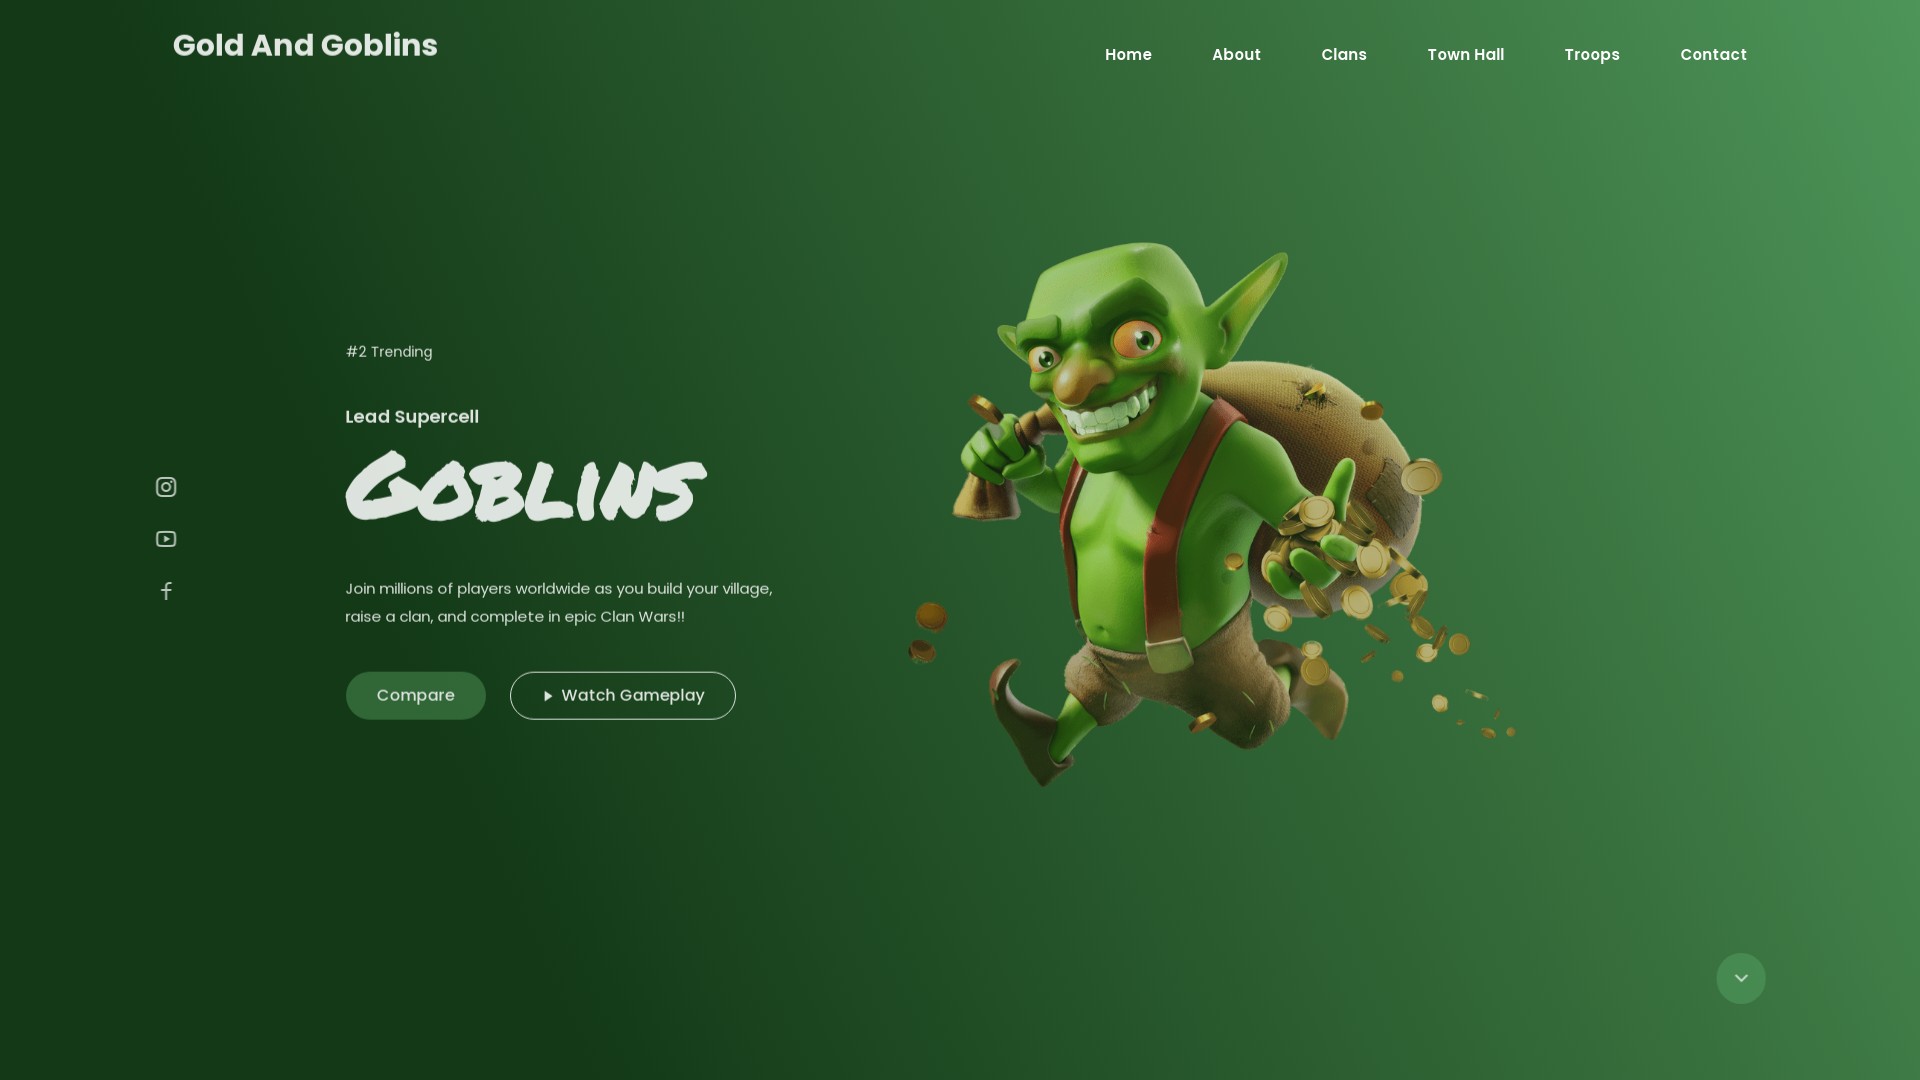 Gold And Goblins
Home
About
Clans
Town Hall
Troops
Contact
#2 Trending
Lead Supercell
Goblins
Join millions of players worldwide as you build your village,
raise a clan, and complete in epic Clan Wars!!
Compare
Watch Gameplay